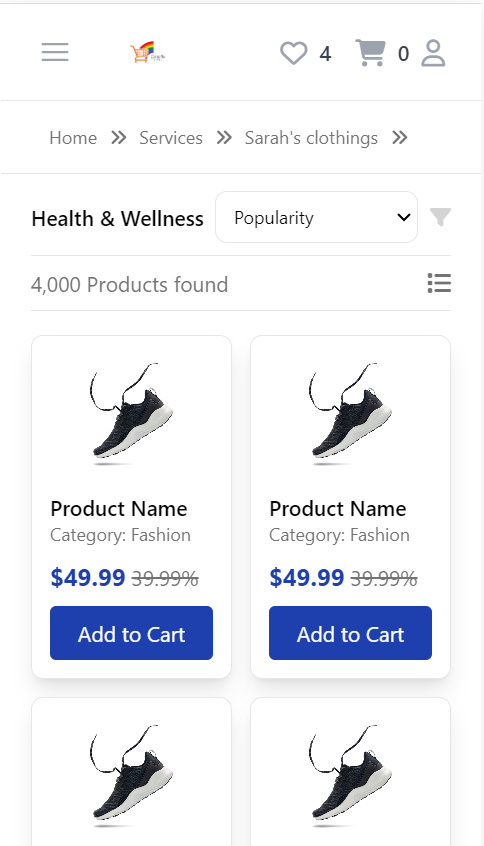 4 0
Home » Services » Sarah's clothings »
Health & Wellness Popularity
4,000 Products found
Product Name Product Name
Category: Fashion Category: Fashion
$49.99 39.99% $49.99 39.99%
Add to Cart Add to Cart